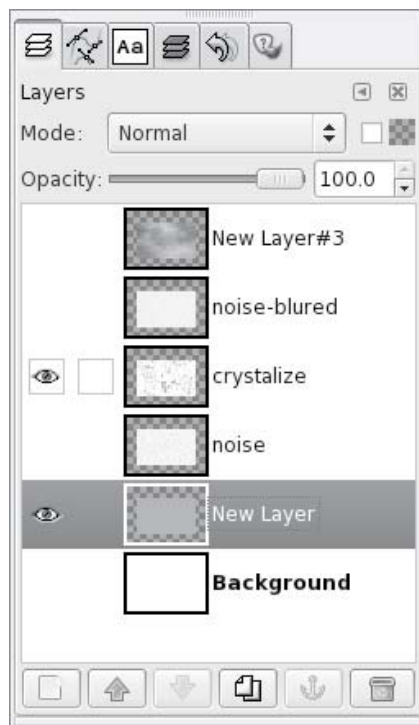 Aa
Layers
Mode: Normal
Opacity: 100.0
New Layer#3
noise-blured
crystalize
noise
New Layer
Background